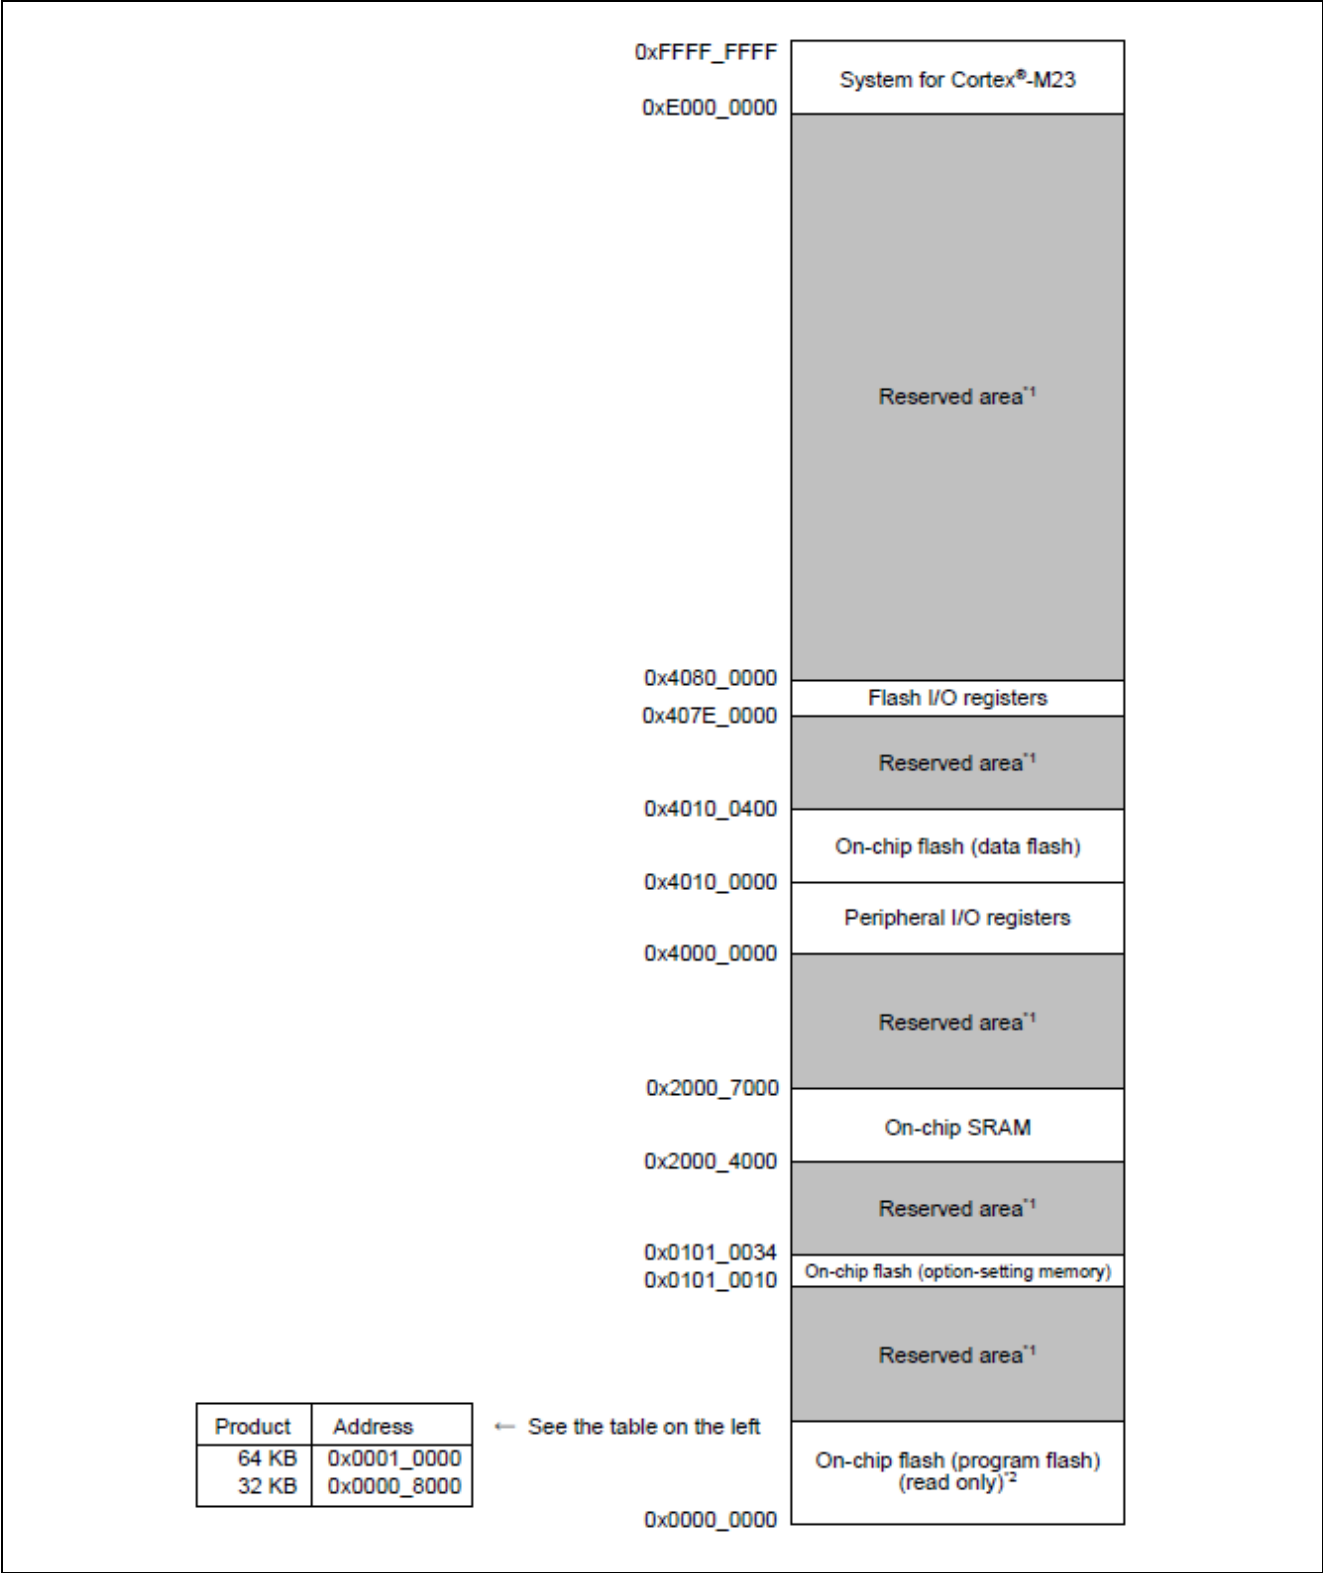 0xFFFF_FFFF
System for Cortex®-M23
0xE000_0000
Reserved area*1
0x4080_0000
Flash I/O registers
0x407E_0000
Reserved area*1
0x4010_0400
On-chip flash (data flash)
0x4010_0000
Peripheral I/O registers
0x4000_0000
Reserved area*1
0x2000_7000
On-chip SRAM
0x2000_4000
Reserved area*1
0x0101_0034
On-chip flash (option-setting memory)
0x0101_0010
Reserved area*1
Product Address ← See the table on the left
64 KB 0x0001_0000
32 KB 0x0000_8000
On-chip flash (program flash)
(read only)*2
0x0000_0000